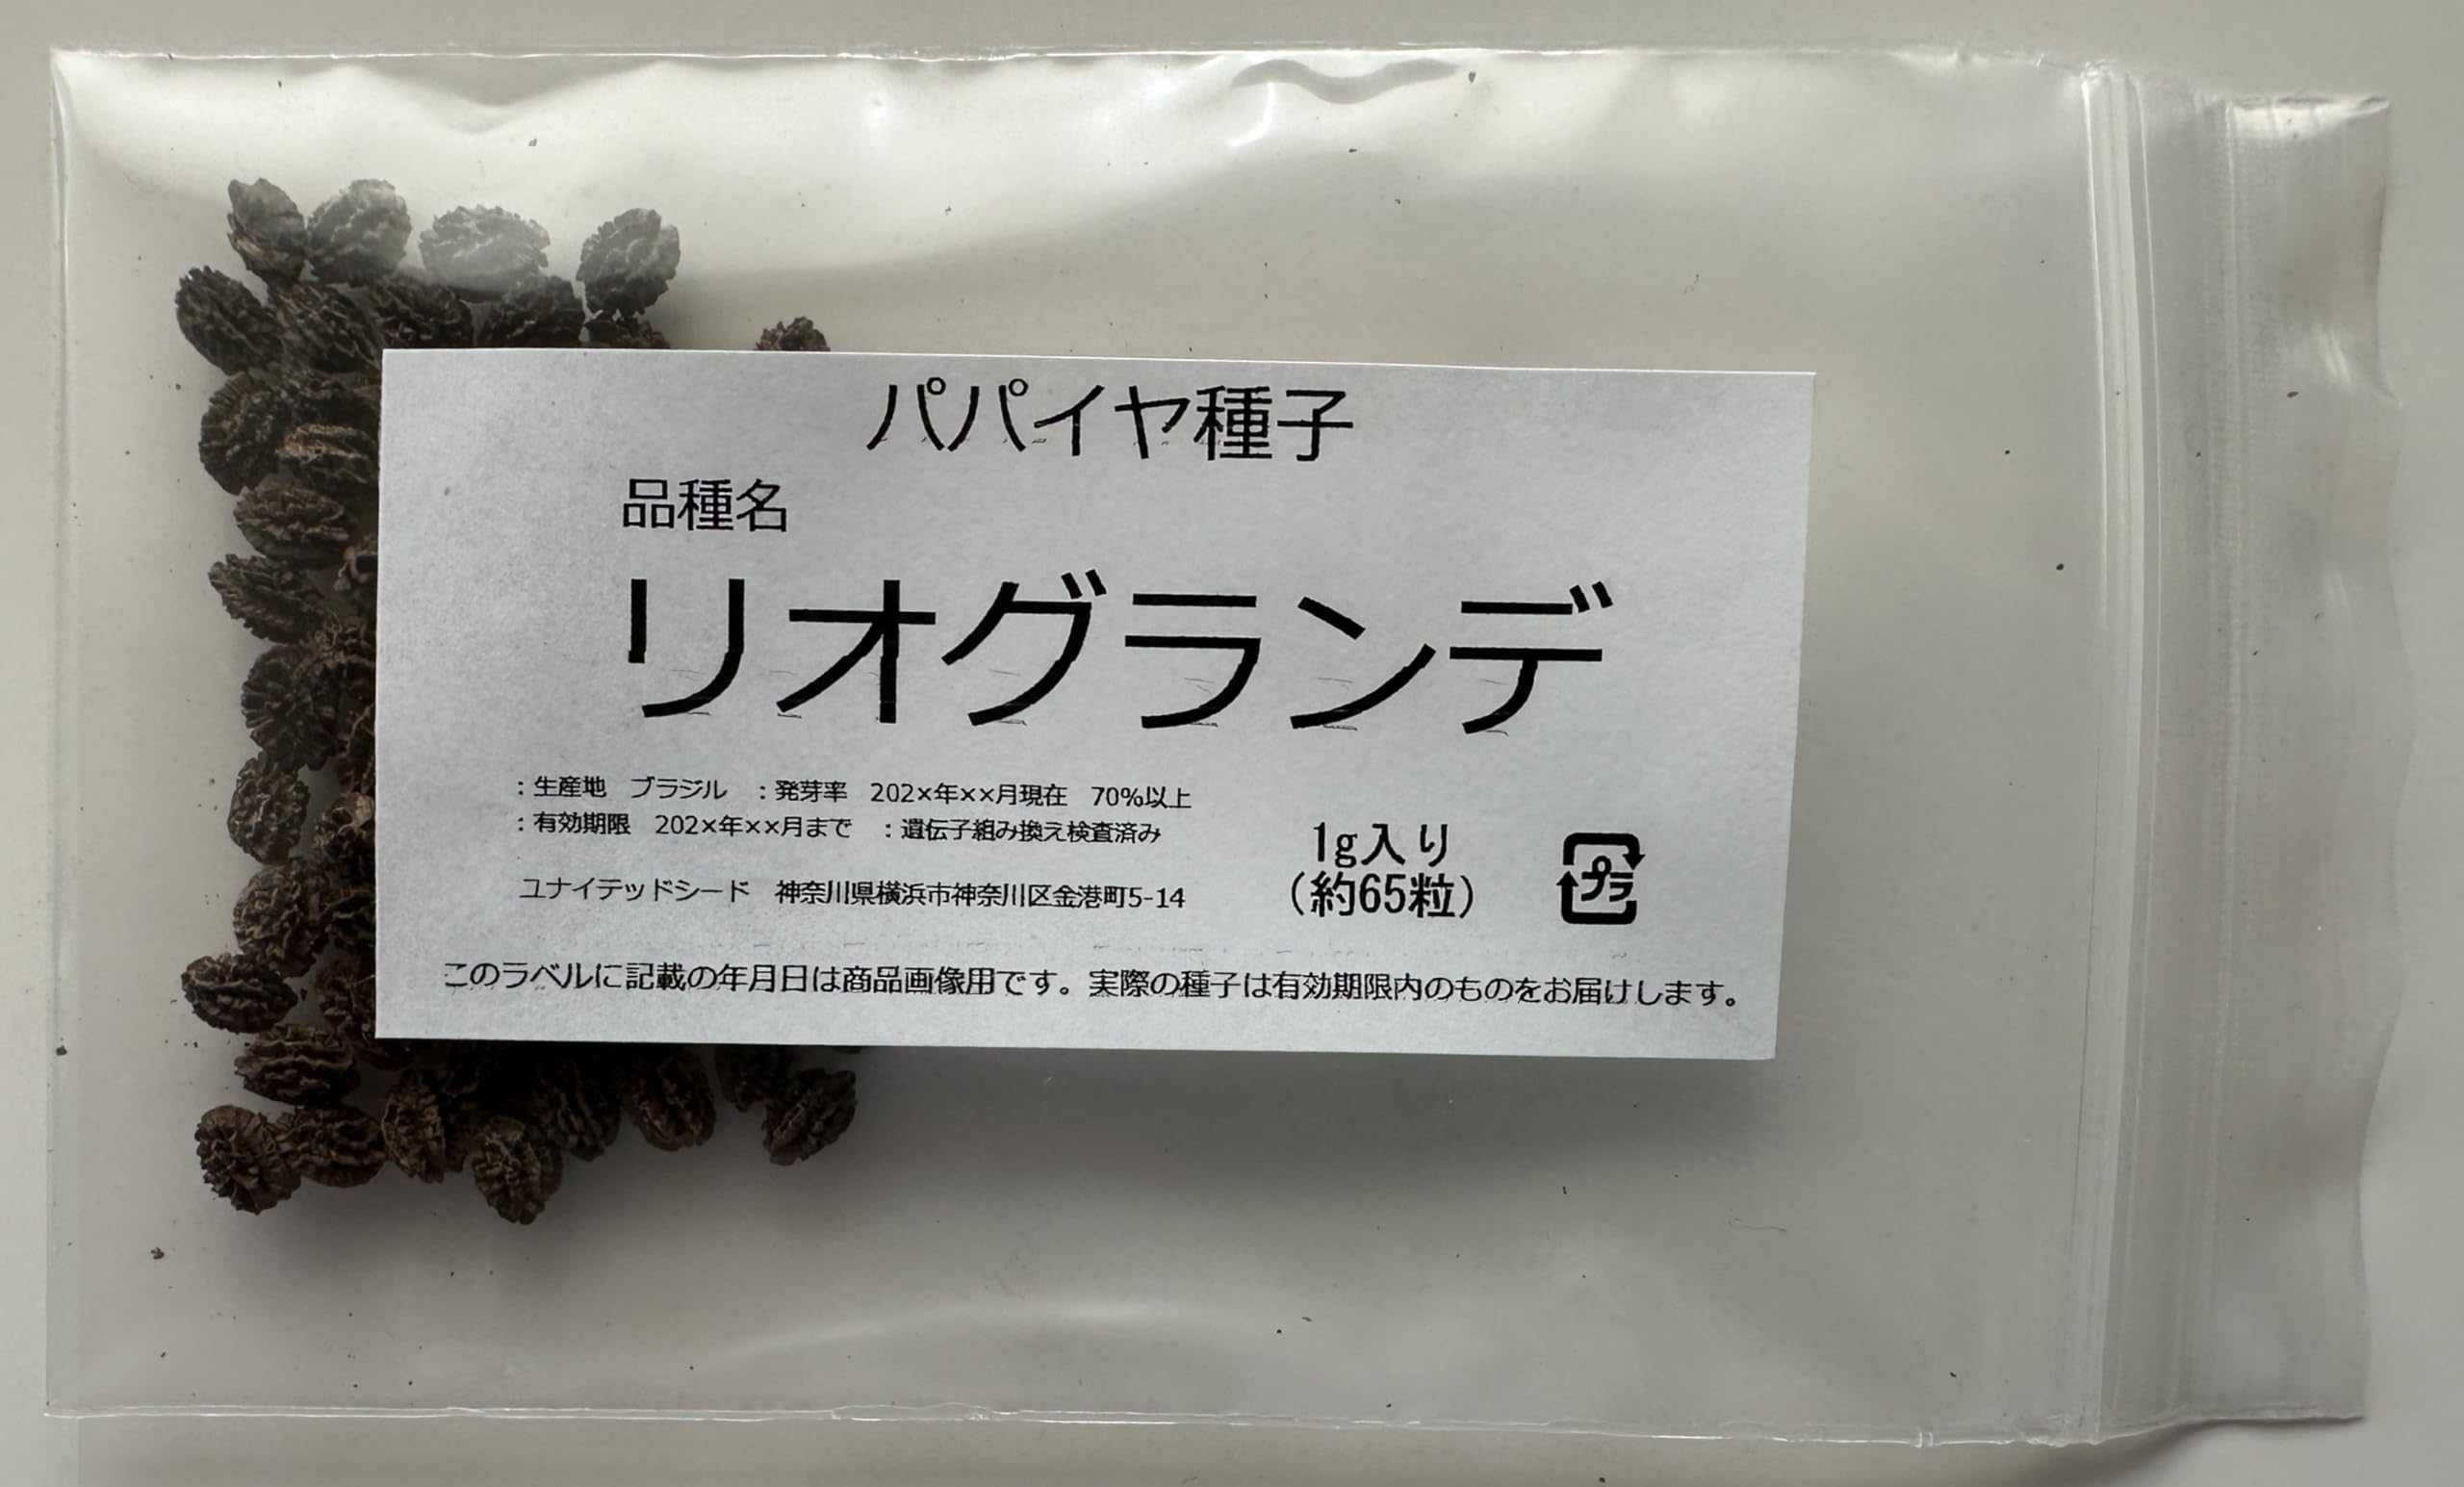 パパイヤ種子
品種名
リオグランデ
：生産地　ブラジル　：発芽率　202×年××月現在　70%以上
：有効期限　202×年××月まで　：遺伝子組み換え検査済み
ユナイテッドシード　神奈川県横浜市神奈川区金港町5-14
1g入り
（約65粒）
プラ
このラベルに記載の年月日は商品画像用です。実際の種子は有効期限内のものをお届けします。